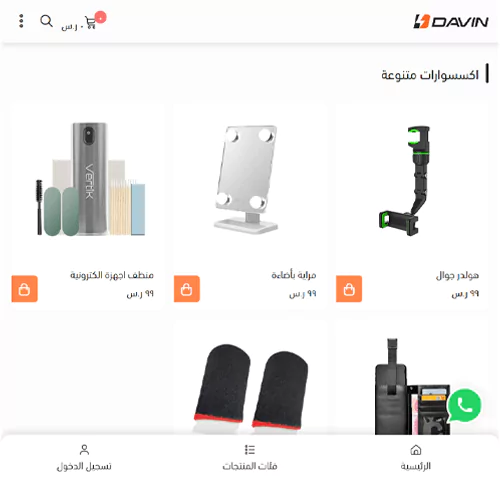 DAVIN
٠
٠ ر.س
اكسسوارات متنوعة
هولدر جوال
٩٩ ر.س
مراية بأضاءة
٩٩ ر.س
منظف اجهزة الكترونية
٩٩ ر.س
Vertik
الرئيسية
فئات المنتجات
تسجيل الدخول